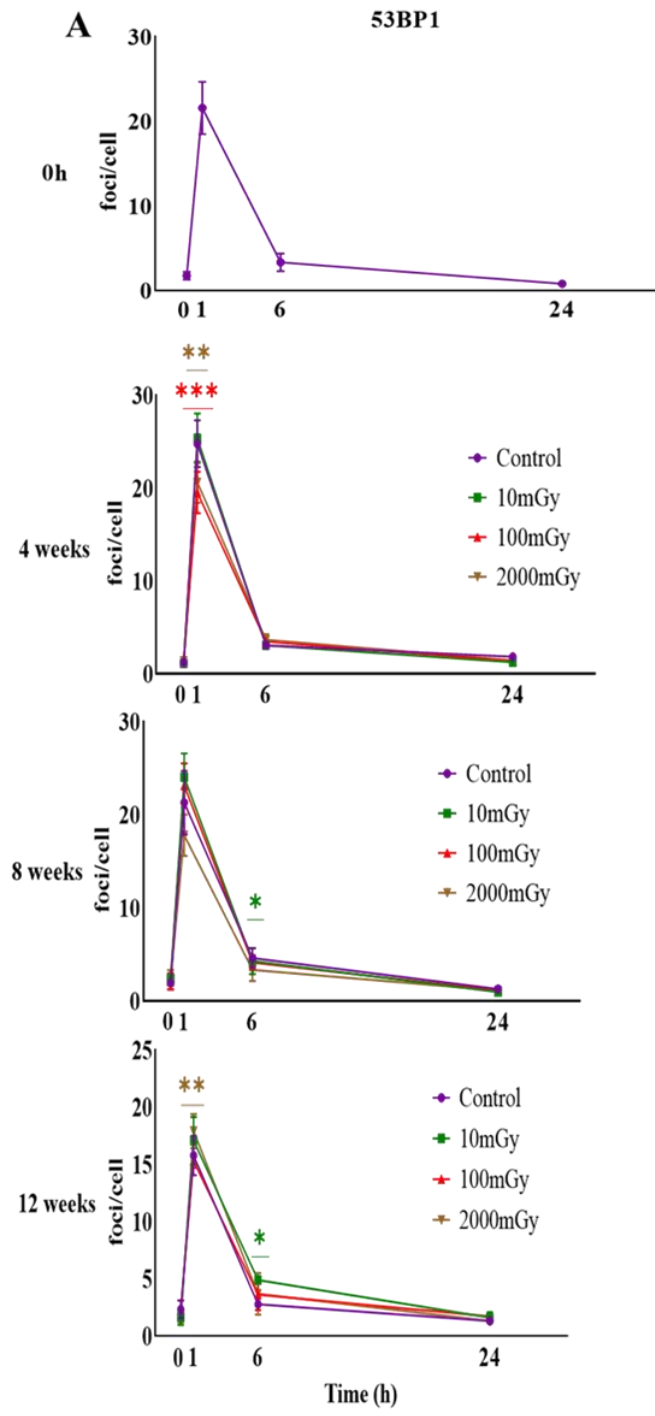 A
53BP1
30
20
10
0
foci/cell
0h
0 1 6 24
**
***
30
20
10
0
foci/cell
4 weeks
Control
10mGy
100mGy
2000mGy
0 1 6 24
30
20
10
0
foci/cell
8 weeks
Control
10mGy
100mGy
2000mGy
*
0 1 6 24
25
20
15
10
5
0
foci/cell
12 weeks
**
Control
10mGy
100mGy
2000mGy
*
0 1 6 24
Time (h)